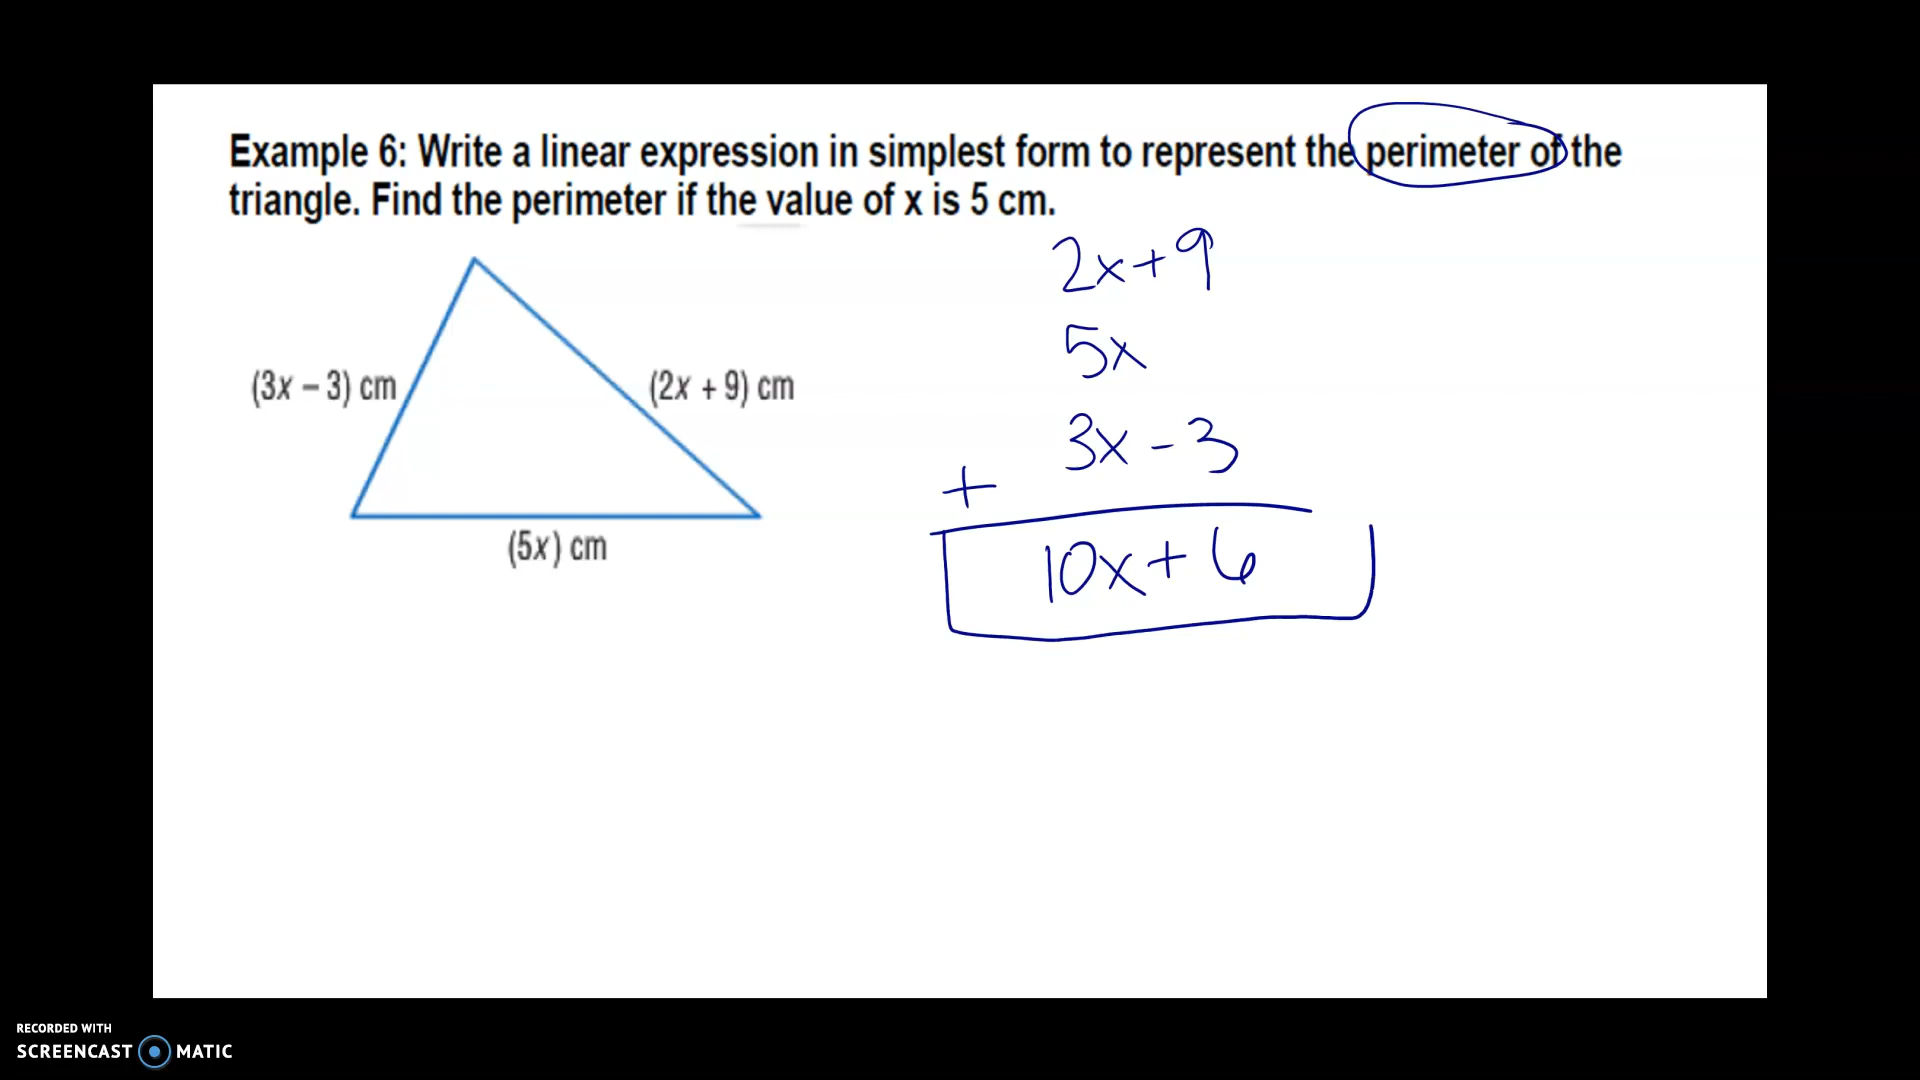 Example 6: Write a linear expression in simplest form to represent the perimeter of the
triangle. Find the perimeter if the value of x is 5 cm.
(3x – 3) cm
(2x + 9) cm
(5x) cm
2x+9
5x
3x – 3
+
10x+6
RECORDED WITH
SCREENCAST MATIC